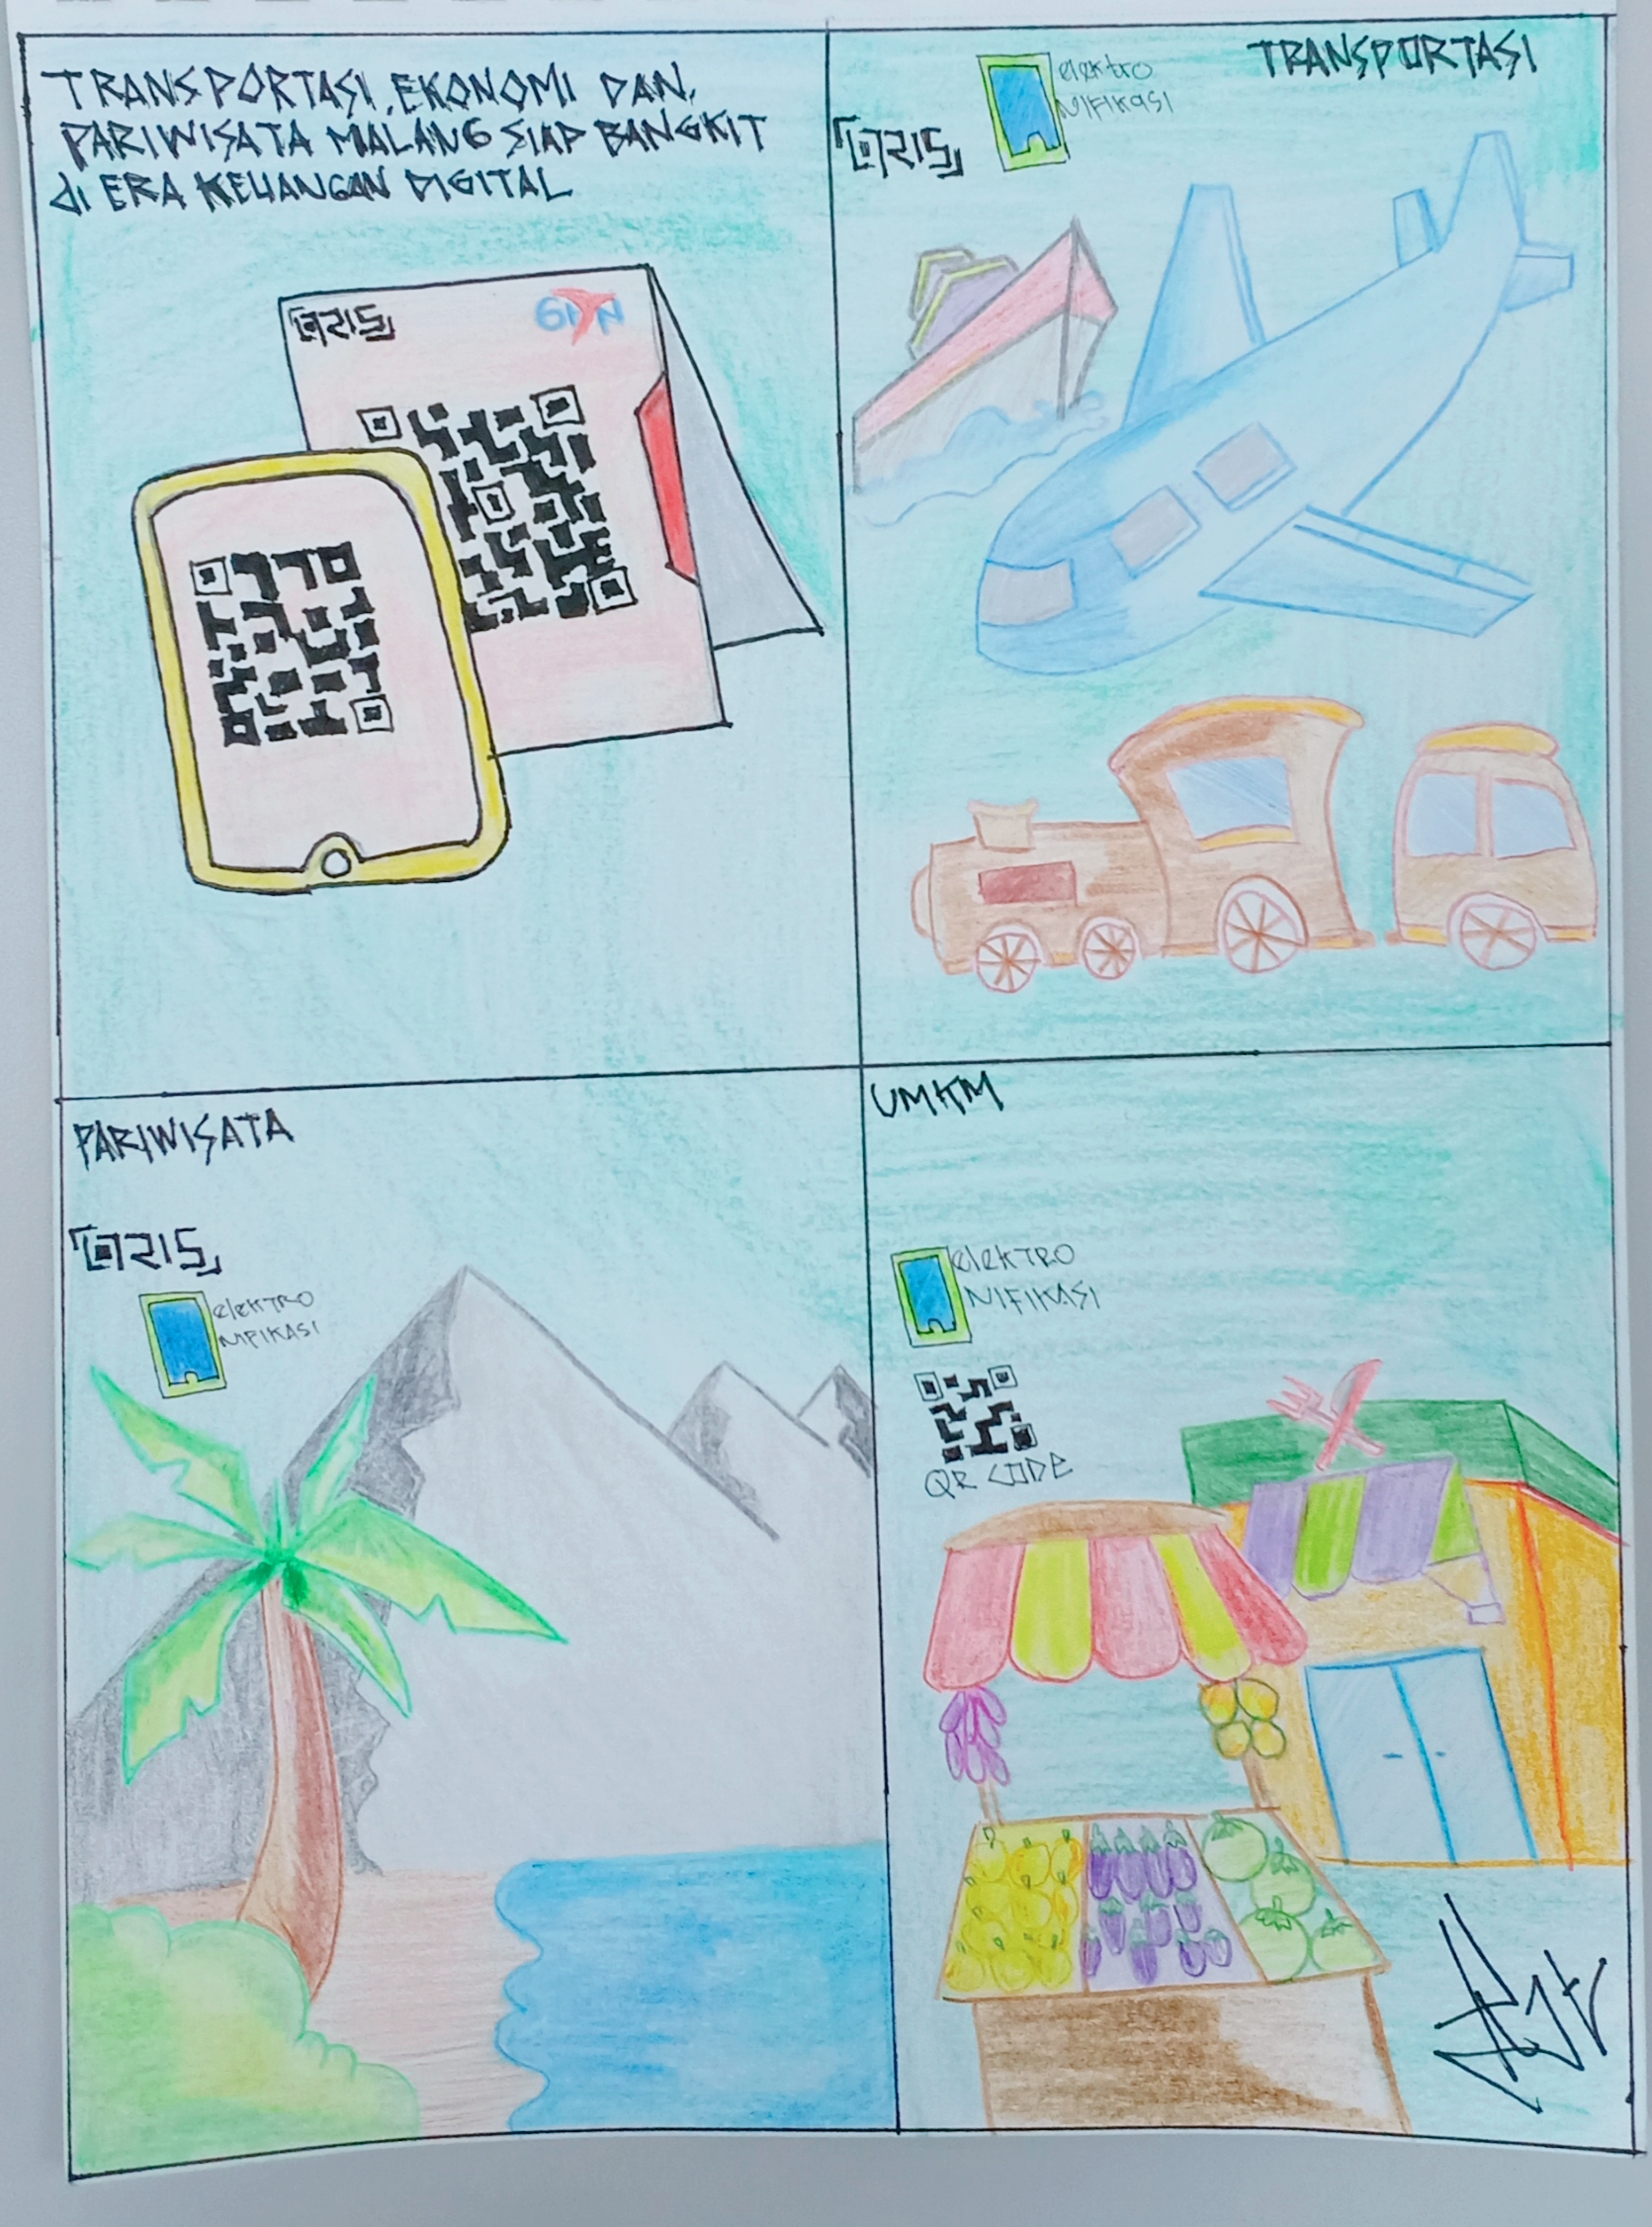 TRANSPORTASI, EKONOMI DAN
PARIWISATA MALANG SIAP BANGKIT
di ERA KEUANGAN DIGITAL
QRIS
GPN
TRANSPORTASI
elektro
NIFIKASI
QRIS
PARIWISATA
QRIS
elekTRO
NIFIKASI
UMKM
elekTRO
NIFIKASI
QR CODE